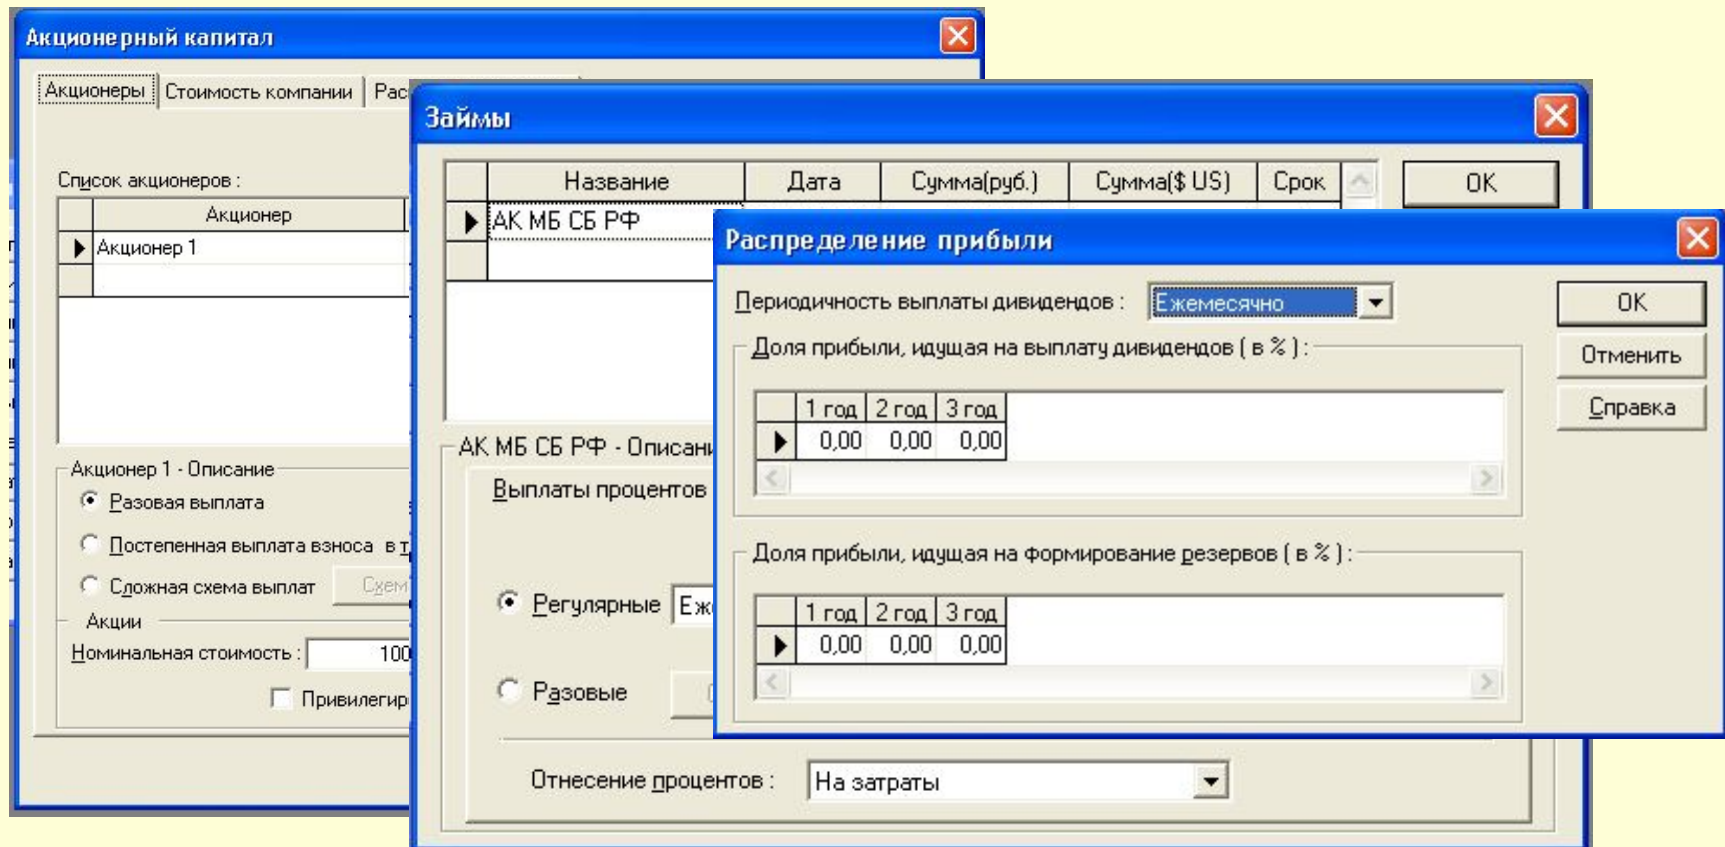 Акционерный капитал
Акционеры Стоимость компании
Список акционеров :
Акционер
Акционер 1
Акционер 1 - Описание
Разовая выплата
Постепенная выплата взноса в
Сложная схема выплат
Акции
Номинальная стоимость : 100
Займы
Название Дата Сумма(руб.) Сумма($ US) Срок OK
АК МБ СБ РФ
АК МБ СБ РФ -
Выплаты процентов
Регулярные
Разовые
Отнесение процентов : На затраты
Распределение прибыли
Периодичность выплаты дивидендов : Ежемесячно OK
Отменить
Справка
Доля прибыли, идущая на выплату дивидендов ( в % ) :
1 год 2 год 3 год
0,00 0,00 0,00
Доля прибыли, идущая на формирование резервов ( в % ) :
1 год 2 год 3 год
0,00 0,00 0,00